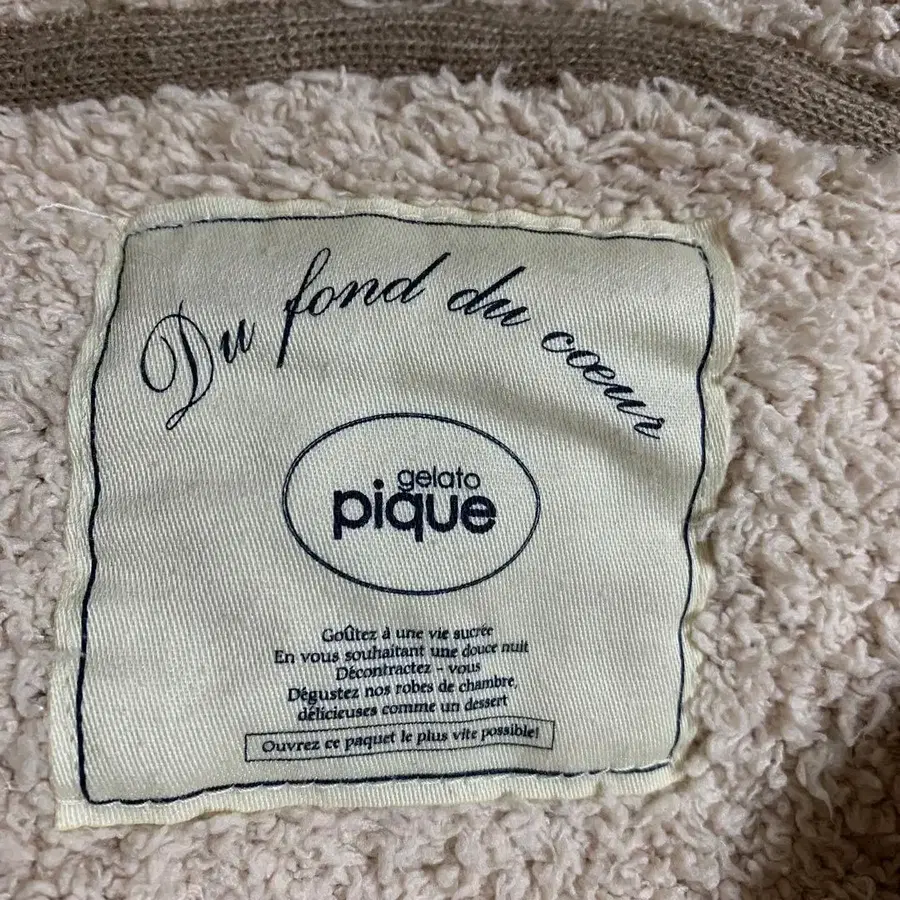 Du fond du cœur
gelato
pique
Goûtez à une vie sucrée
En vous souhaitant une douce nuit
Décontractez - vous
Dégustez nos robes de chambre,
délicieuses comme un dessert
Ouvrez ce paquet le plus vite possible!